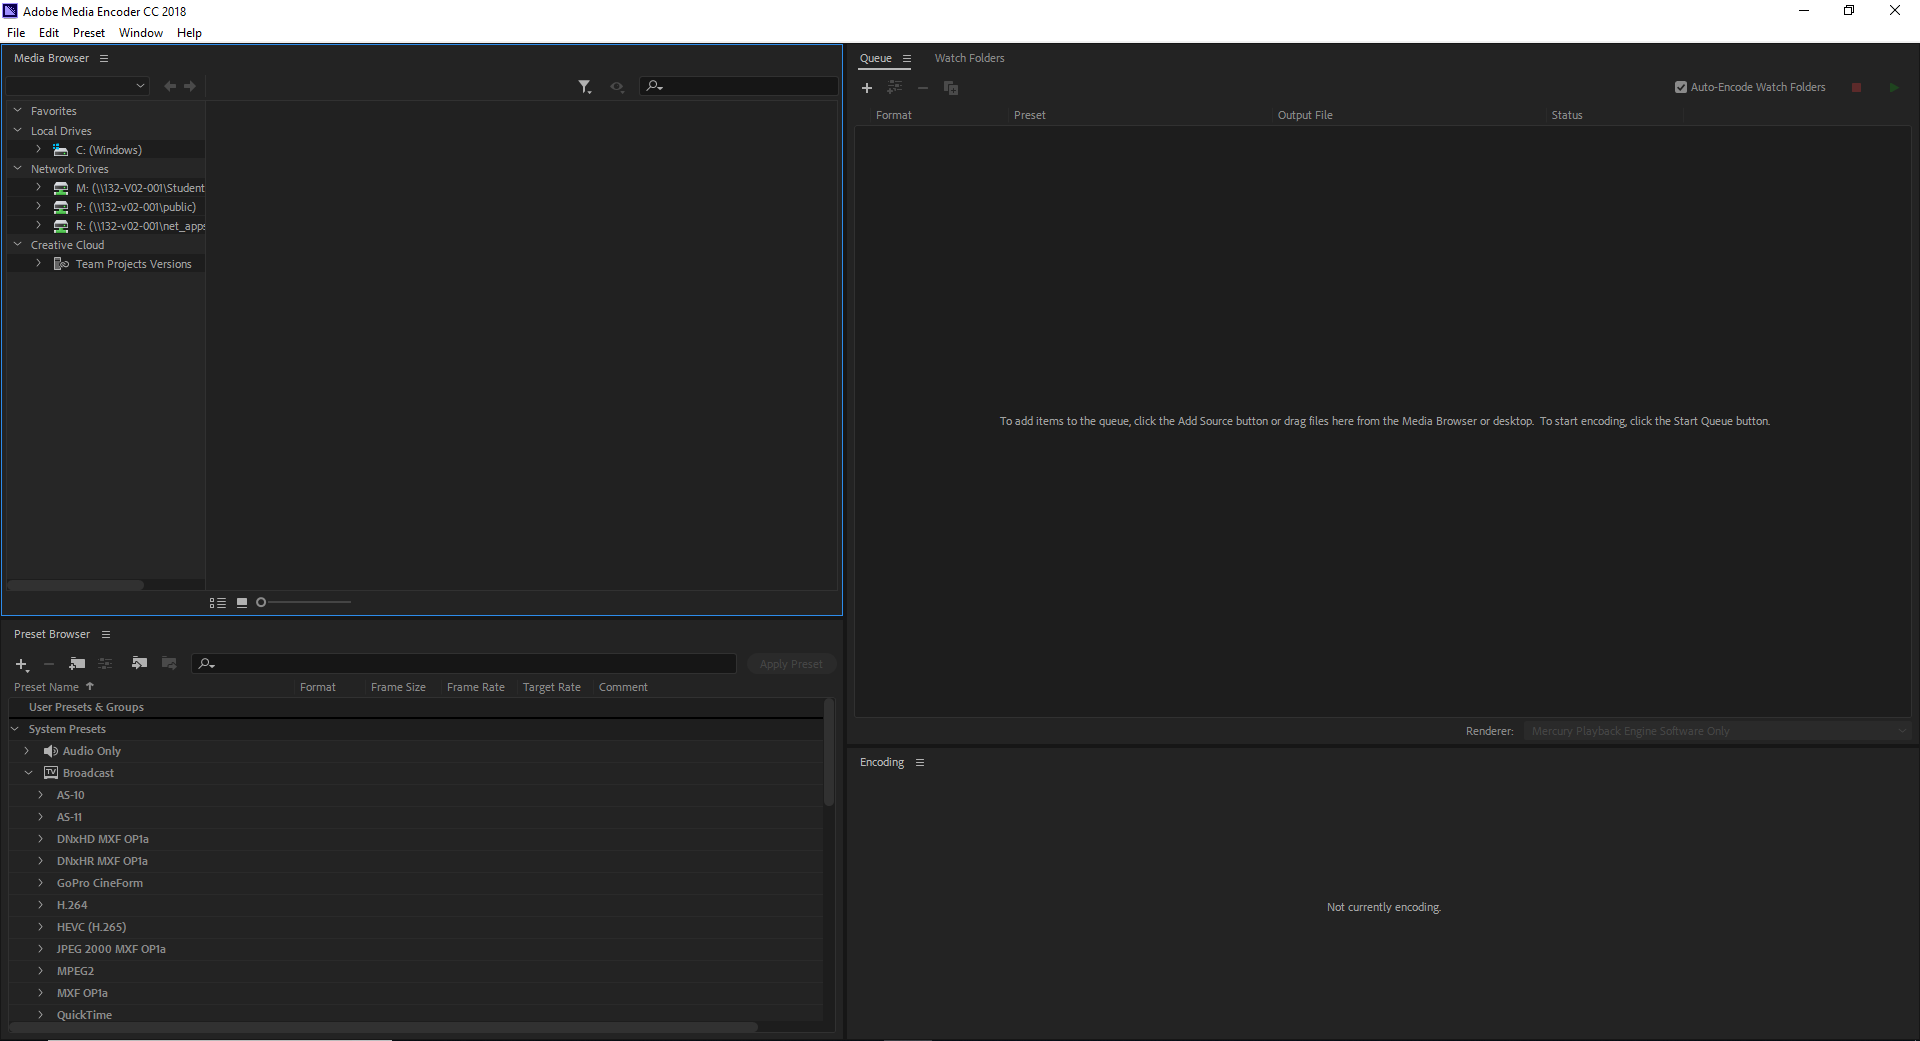 Adobe Media Encoder CC 2018
File Edit Preset Window Help
Media Browser
Favorites
Local Drives
C: (Windows)
Network Drives
M: (\\132-V02-001\Student
P: (\\132-v02-001\public)
R: (\\132-v02-001\net_apps
Creative Cloud
Team Projects Versions
Preset Browser
Apply Preset
Preset Name Format Frame Size Frame Rate Target Rate Comment
User Presets & Groups
System Presets
Audio Only
TV Broadcast
AS-10
AS-11
DNxHD MXF OP1a
DNxHR MXF OP1a
GoPro CineForm
H.264
HEVC (H.265)
JPEG 2000 MXF OP1a
MPEG2
MXF OP1a
QuickTime
Queue Watch Folders
Auto-Encode Watch Folders
Format Preset Output File Status
To add items to the queue, click the Add Source button or drag files here from the Media Browser or desktop. To start encoding, click the Start Queue button.
Renderer: Mercury Playback Engine Software Only
Encoding
Not currently encoding.